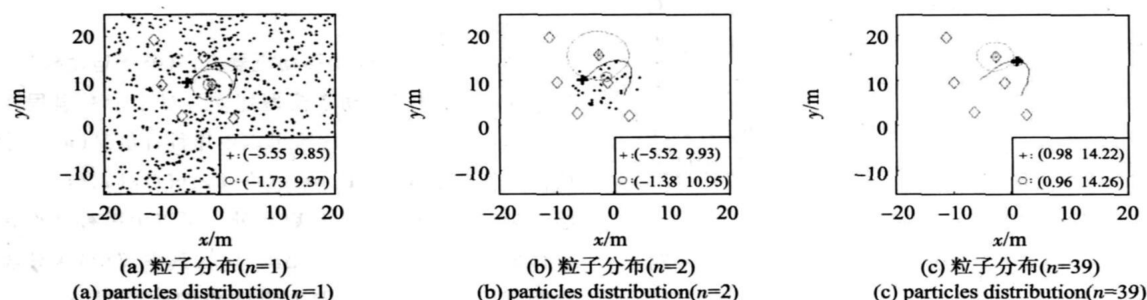 20
10
0
−10
y/m
+:(−5.55 9.85)
○:(−1.73 9.37)
−20 −10 0 10 20
x/m
(a) 粒子分布(n=1)
(a) particles distribution(n=1)
20
10
0
−10
y/m
+:(−5.52 9.93)
○:(−1.38 10.95)
−20 −10 0 10 20
x/m
(b) 粒子分布(n=2)
(b) particles distribution(n=2)
20
10
0
−10
y/m
+:(0.98 14.22)
○:(0.96 14.26)
−20 −10 0 10 20
x/m
(c) 粒子分布(n=39)
(c) particles distribution(n=39)